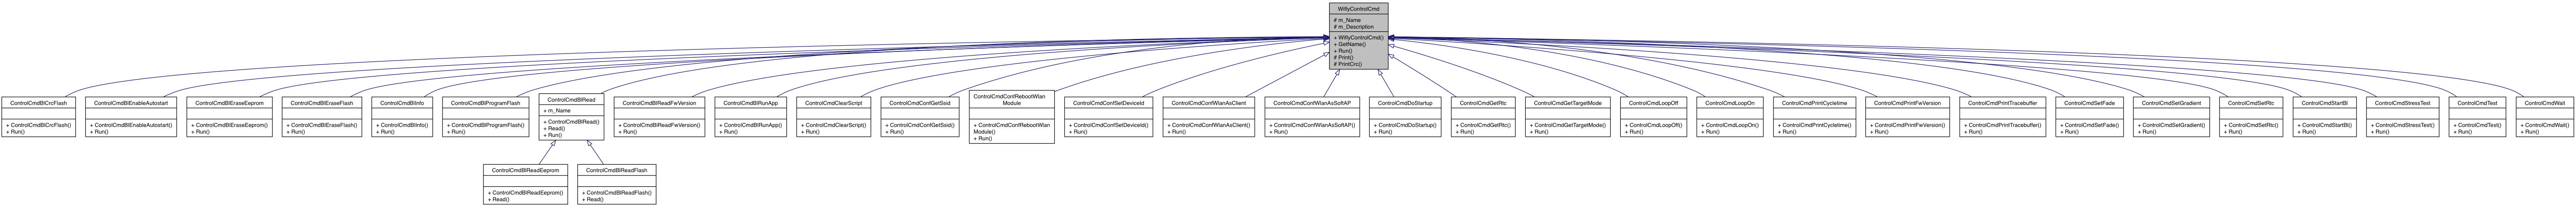 WiflyControlCmd
# m_Name
# m_Description
+ WiflyControlCmd()
+ GetName()
+ Run()
# Print()
# PrintCrc()
ControlCmdBlCrcFlash
+ ControlCmdBlCrcFlash()
+ Run()
ControlCmdBlEnableAutostart
+ ControlCmdBlEnableAutostart()
+ Run()
ControlCmdBlEraseEeprom
+ ControlCmdBlEraseEeprom()
+ Run()
ControlCmdBlEraseFlash
+ ControlCmdBlEraseFlash()
+ Run()
ControlCmdBlInfo
+ ControlCmdBlInfo()
+ Run()
ControlCmdBlProgramFlash
+ ControlCmdBlProgramFlash()
+ Run()
ControlCmdBlRead
+ m_Name
+ ControlCmdBlRead()
+ Read()
+ Run()
ControlCmdBlReadFwVersion
+ ControlCmdBlReadFwVersion()
+ Run()
ControlCmdBlRunApp
+ ControlCmdBlRunApp()
+ Run()
ControlCmdClearScript
+ ControlCmdClearScript()
+ Run()
ControlCmdConfGetSsid
+ ControlCmdConfGetSsid()
+ Run()
ControlCmdConfRebootWlan
Module
+ ControlCmdConfRebootWlan
Module()
+ Run()
ControlCmdConfSetDeviceId
+ ControlCmdConfSetDeviceId()
+ Run()
ControlCmdConfWlanAsClient
+ ControlCmdConfWlanAsClient()
+ Run()
ControlCmdConfWlanAsSoftAP
+ ControlCmdConfWlanAsSoftAP()
+ Run()
ControlCmdDoStartup
+ ControlCmdDoStartup()
+ Run()
ControlCmdGetRtc
+ ControlCmdGetRtc()
+ Run()
ControlCmdGetTargetMode
+ ControlCmdGetTargetMode()
+ Run()
ControlCmdLoopOff
+ ControlCmdLoopOff()
+ Run()
ControlCmdLoopOn
+ ControlCmdLoopOn()
+ Run()
ControlCmdPrintCycletime
+ ControlCmdPrintCycletime()
+ Run()
ControlCmdPrintFwVersion
+ ControlCmdPrintFwVersion()
+ Run()
ControlCmdPrintTracebuffer
+ ControlCmdPrintTracebuffer()
+ Run()
ControlCmdSetFade
+ ControlCmdSetFade()
+ Run()
ControlCmdSetGradient
+ ControlCmdSetGradient()
+ Run()
ControlCmdSetRtc
+ ControlCmdSetRtc()
+ Run()
ControlCmdStartBl
+ ControlCmdStartBl()
+ Run()
ControlCmdStressTest
+ ControlCmdStressTest()
+ Run()
ControlCmdTest
+ ControlCmdTest()
+ Run()
ControlCmdWait
+ ControlCmdWait()
+ Run()
ControlCmdBlReadEeprom
+ ControlCmdBlReadEeprom()
+ Read()
ControlCmdBlReadFlash
+ ControlCmdBlReadFlash()
+ Read()